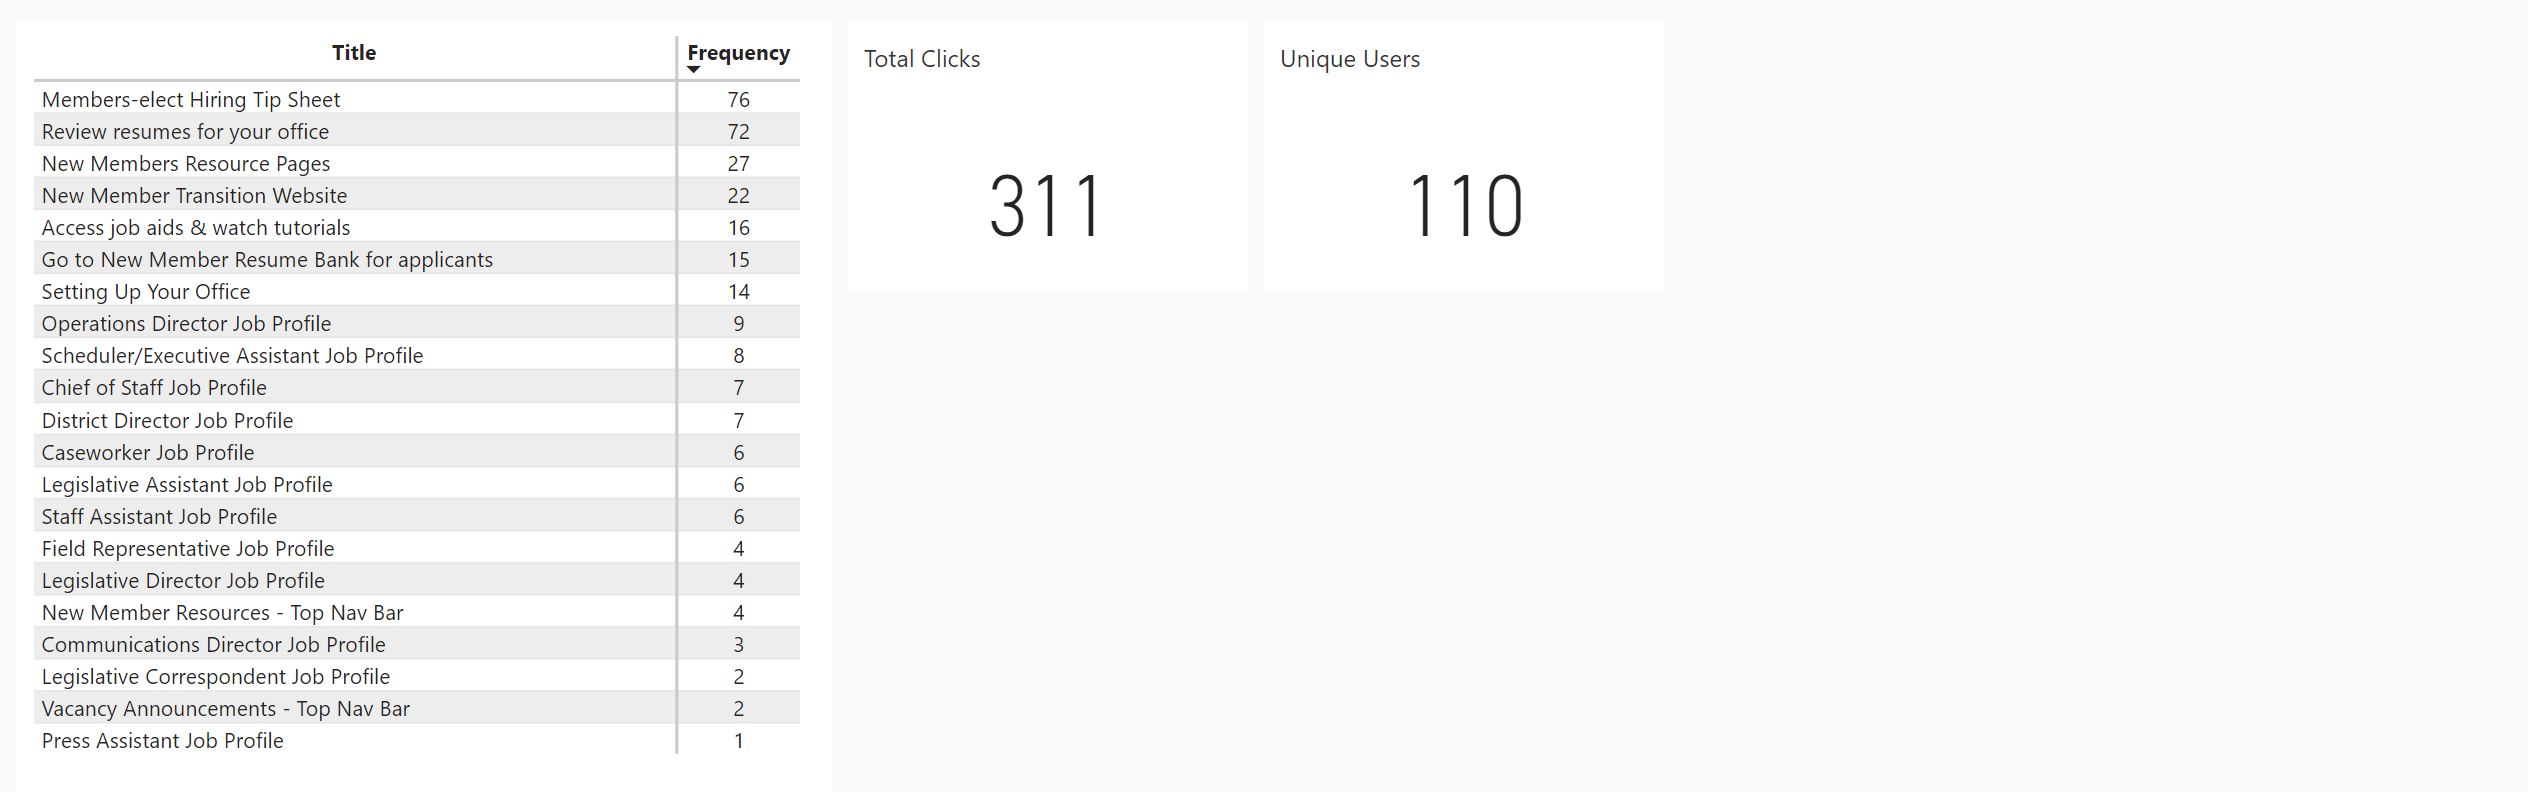 Title Frequency
Members-elect Hiring Tip Sheet 76
Review resumes for your office 72
New Members Resource Pages 27
New Member Transition Website 22
Access job aids & watch tutorials 16
Go to New Member Resume Bank for applicants 15
Setting Up Your Office 14
Operations Director Job Profile 9
Scheduler/Executive Assistant Job Profile 8
Chief of Staff Job Profile 7
District Director Job Profile 7
Caseworker Job Profile 6
Legislative Assistant Job Profile 6
Staff Assistant Job Profile 6
Field Representative Job Profile 4
Legislative Director Job Profile 4
New Member Resources - Top Nav Bar 4
Communications Director Job Profile 3
Legislative Correspondent Job Profile 2
Vacancy Announcements - Top Nav Bar 2
Press Assistant Job Profile 1
Total Clicks
311
Unique Users
110